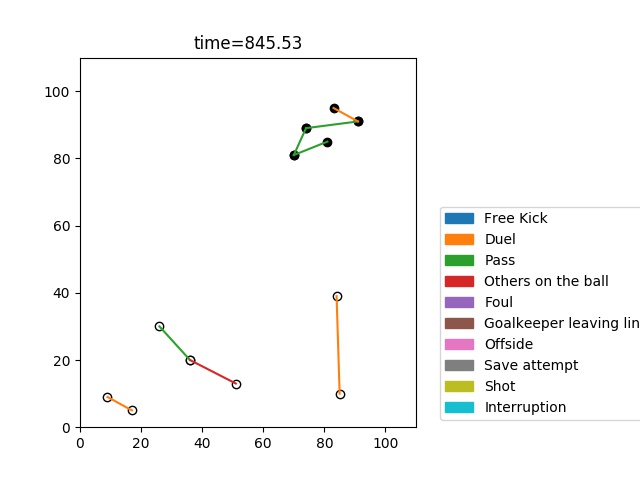 time=845.53
100
80
60
40
20
0
0 20 40 60 80 100
Free Kick
Duel
Pass
Others on the ball
Foul
Goalkeeper leaving lin
Offside
Save attempt
Shot
Interruption